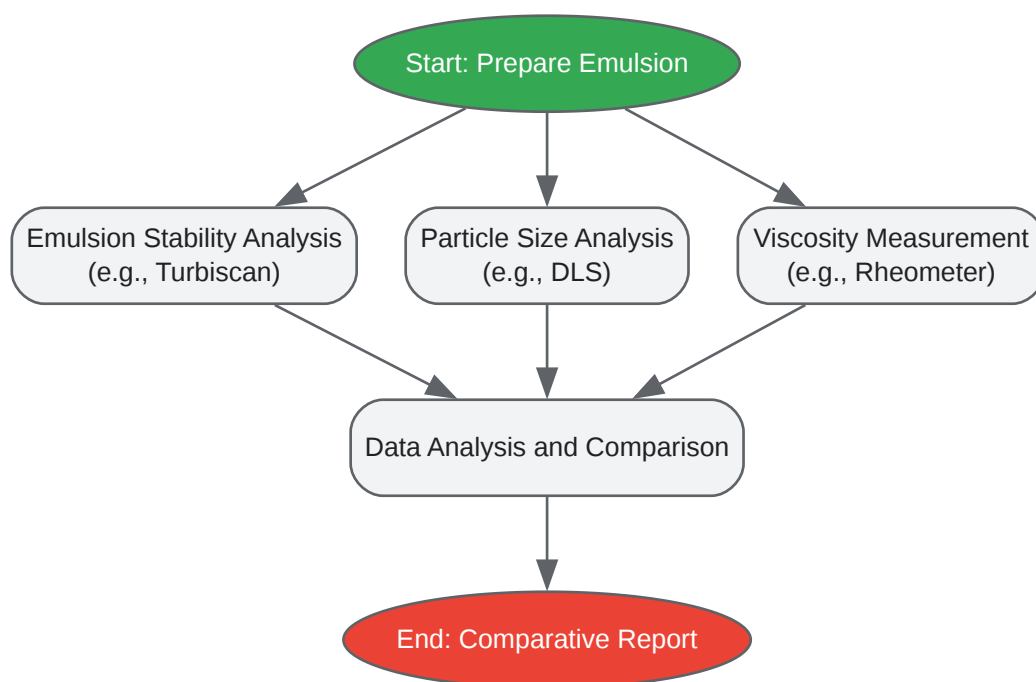 Start: Prepare Emulsion
Emulsion Stability Analysis
(e.g., Turbiscan)
Particle Size Analysis
(e.g., DLS)
Viscosity Measurement
(e.g., Rheometer)
Data Analysis and Comparison
End: Comparative Report